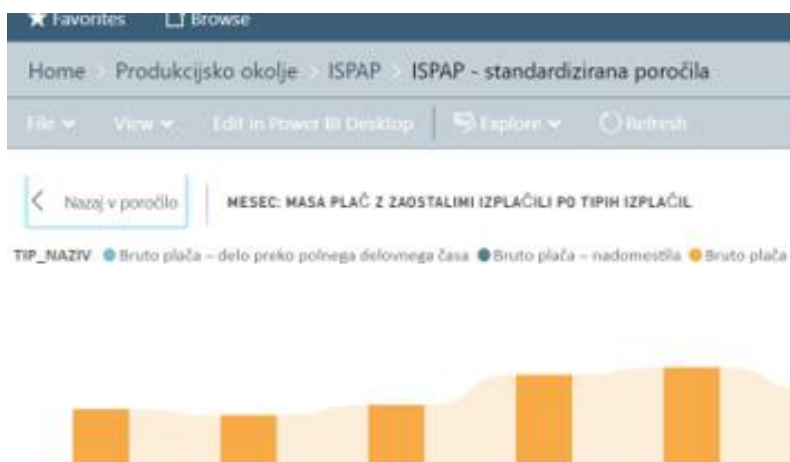 Favorites Browse
Home Produkcijsko okolje ISPAP ISPAP - standardizirana poročila
File View Edit in Power BI Desktop Explore Refresh
Nazaj v poročilo MESEC: MASA PLAČ Z ZAOSTALIMI IZPLAČILI PO TIPIH IZPLAČIL
TIP_NAZIV Bruto plača – delo preko polnega delovnega časa Bruto plača – nadomestila Bruto plača